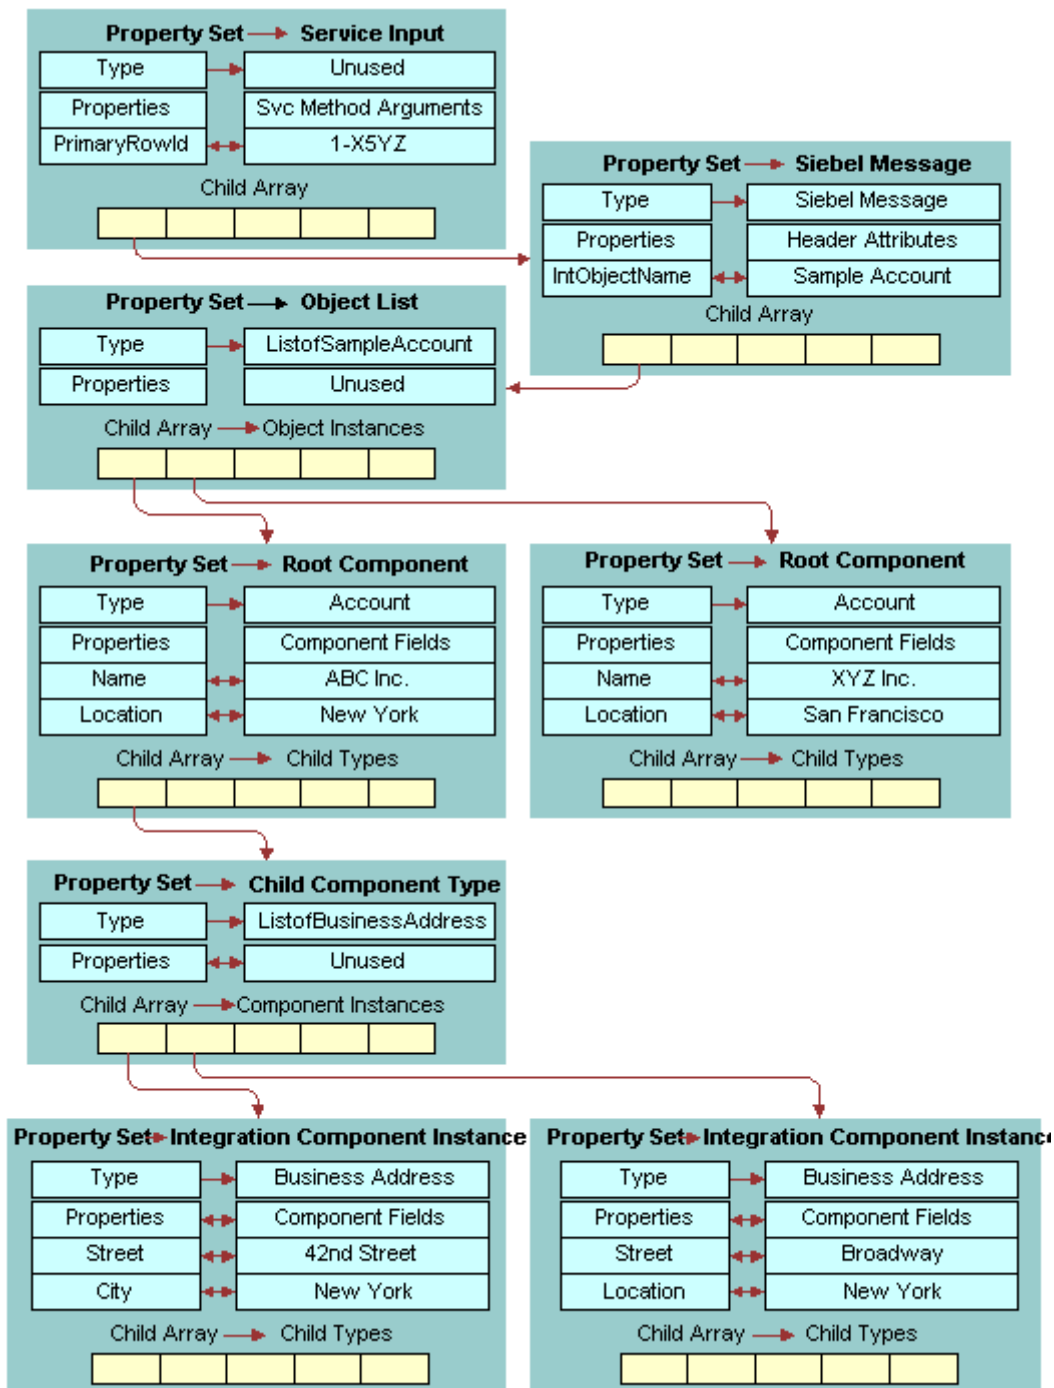 Property Set Service Input
Type Unused
Properties Svc Method Arguments
PrimaryRowId 1-X5YZ
Child Array
Property Set Siebel Message
Type Siebel Message
Properties Header Attributes
IntObjectName Sample Account
Child Array
Property Set Object List
Type ListofSampleAccount
Properties Unused
Child Array Object Instances
Property Set Root Component
Type Account
Properties Component Fields
Name ABC Inc.
Location New York
Child Array Child Types
Property Set Root Component
Type Account
Properties Component Fields
Name XYZ Inc.
Location San Francisco
Child Array Child Types
Property Set Child Component Type
Type ListofBusinessAddress
Properties Unused
Child Array Component Instances
Property Set Integration Component Instance
Type Business Address
Properties Component Fields
Street 42nd Street
City New York
Child Array Child Types
Property Set Integration Component Instance
Type Business Address
Properties Component Fields
Street Broadway
Location New York
Child Array Child Types